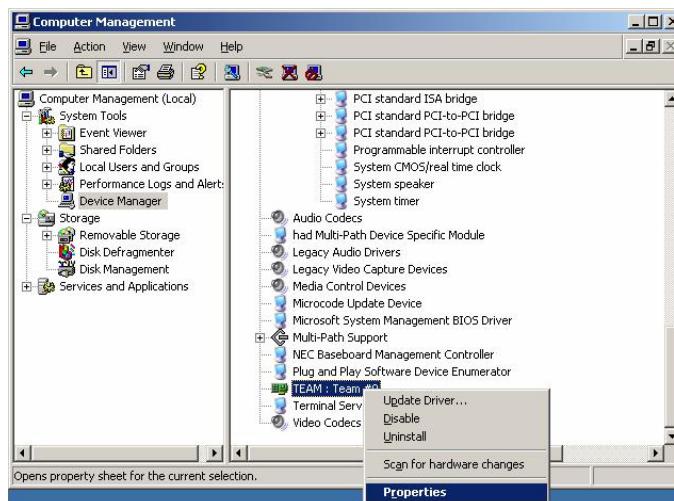 Computer Management
File Action View Window Help
Computer Management (Local)
System Tools
Event Viewer
Shared Folders
Local Users and Groups
Performance Logs and Alert
Device Manager
Storage
Removable Storage
Disk Defragmenter
Disk Management
Services and Applications
PCI standard ISA bridge
PCI standard PCI-to-PCI bridge
PCI standard PCI-to-PCI bridge
Programmable interrupt controller
System CMOS/real time clock
System speaker
System timer
Audio Codecs
had Multi-Path Device Specific Module
Legacy Audio Drivers
Legacy Video Capture Devices
Media Control Devices
Microcode Update Device
Microsoft System Management BIOS Driver
Multi-Path Support
NEC Baseboard Management Controller
Plug and Play Software Device Enumerator
TEAM : Team
Terminal Serv
Video Codecs
Update Driver...
Disable
Uninstall
Scan for hardware changes
Properties
Opens property sheet for the current selection.